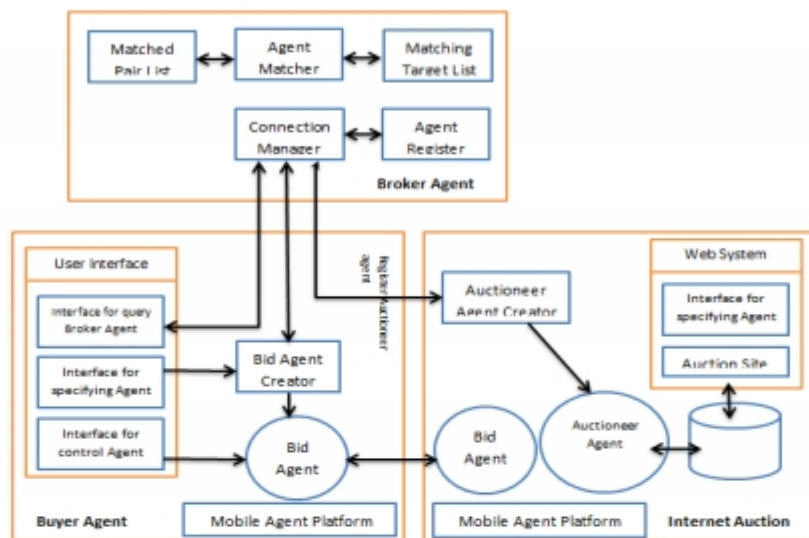 Matched
Pair List
Agent
Matcher
Matching
Target List
Connection
Manager
Agent
Register
Broker Agent
User Interface
Interface for query
Broker Agent
Interface for
specifying Agent
Interface for
control Agent
Bid Agent
Creator
Bid
Agent
Buyer Agent
Mobile Agent Platform
Register Auctioneer
agent
Auctioneer
Agent Creator
Web System
Interface for
specifying Agent
Auction Site
Bid
Agent
Auctioneer
Agent
Mobile Agent Platform
Internet Auction